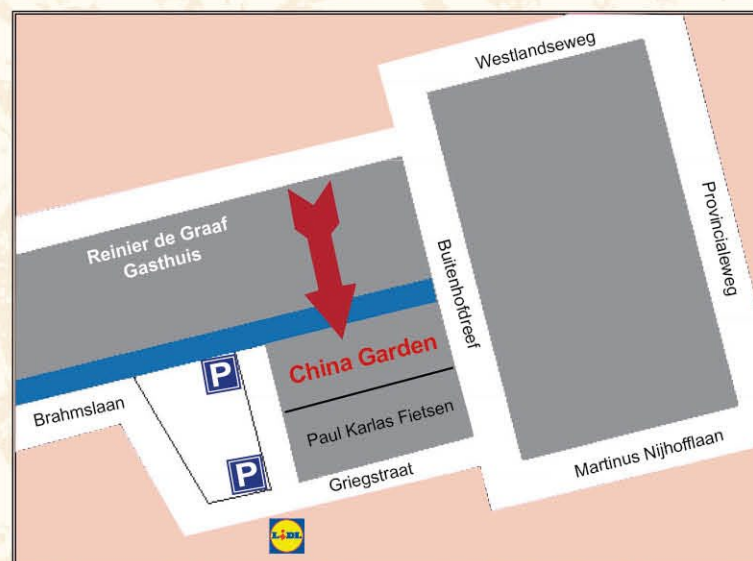 Westlandseweg
Provincialeweg
Reinier de Graaf
Gasthuis
Buitenhofdreef
China Garden
P
Brahmslaan
Paul Karlas Fietsen
P
Griegstraat
Martinus Nijhofflaan
LIDL